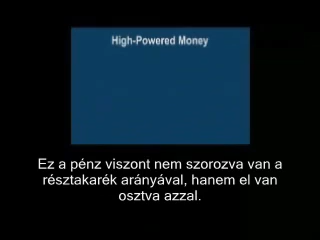 High-Powered Money
Ez a pénz viszont nem szorozva van a
résztakarék arányával, hanem el van
osztva azzal.